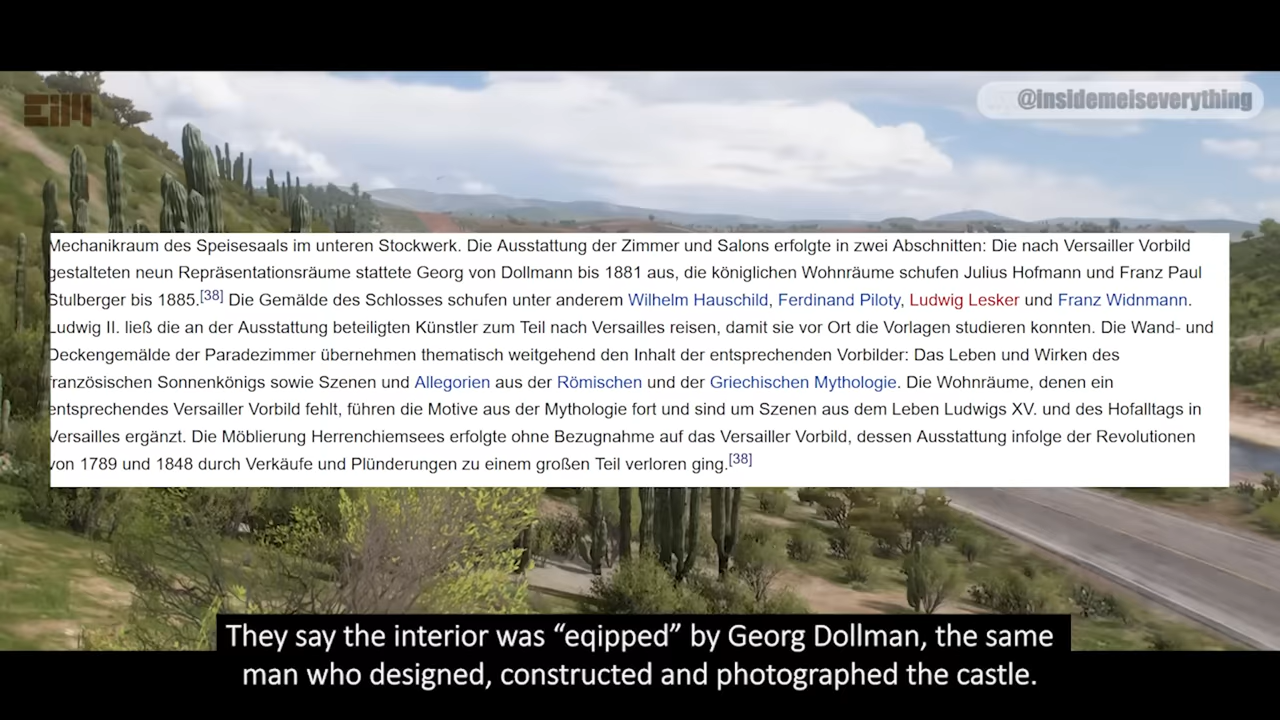 EiM
@insidemeiseverything
Mechanikraum des Speisesaals im unteren Stockwerk. Die Ausstattung der Zimmer und Salons erfolgte in zwei Abschnitten: Die nach Versailler Vorbild
gestalteten neun Repräsentationsräume stattete Georg von Dollmann bis 1881 aus, die königlichen Wohnräume schufen Julius Hofmann und Franz Paul
Stulberger bis 1885.[38] Die Gemälde des Schlosses schufen unter anderem Wilhelm Hauschild, Ferdinand Piloty, Ludwig Lesker und Franz Widnmann.
Ludwig II. ließ die an der Ausstattung beteiligten Künstler zum Teil nach Versailles reisen, damit sie vor Ort die Vorlagen studieren konnten. Die Wand- und
Deckengemälde der Paradezimmer übernehmen thematisch weitgehend den Inhalt der entsprechenden Vorbilder: Das Leben und Wirken des
französischen Sonnenkönigs sowie Szenen und Allegorien aus der Römischen und der Griechischen Mythologie. Die Wohnräume, denen ein
entsprechendes Versailler Vorbild fehlt, führen die Motive aus der Mythologie fort und sind um Szenen aus dem Leben Ludwigs XV. und des Hofalltags in
Versailles ergänzt. Die Möblierung Herrenchiemsees erfolgte ohne Bezugnahme auf das Versailler Vorbild, dessen Ausstattung infolge der Revolutionen
von 1789 und 1848 durch Verkäufe und Plünderungen zu einem großen Teil verloren ging.[38]
They say the interior was “eqipped” by Georg Dollman, the same
man who designed, constructed and photographed the castle.